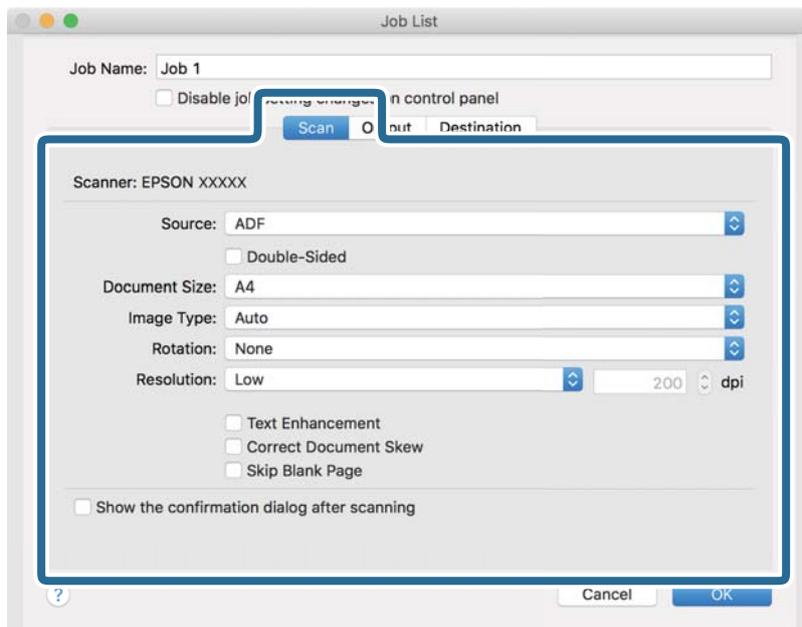 Job List
Job Name: Job 1
Disable control panel
Scan Destination
Scanner: EPSON XXXXX
Source: ADF
Double-Sided
Document Size: A4
Image Type: Auto
Rotation: None
Resolution: Low 200 dpi
Text Enhancement
Correct Document Skew
Skip Blank Page
Show the confirmation dialog after scanning
? Cancel OK